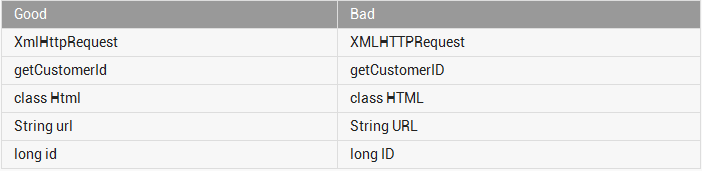 Good Bad
XmlHttpRequest XMLHTTPRequest
getCustomerId getCustomerID
class Html class HTML
String url String URL
long id long ID